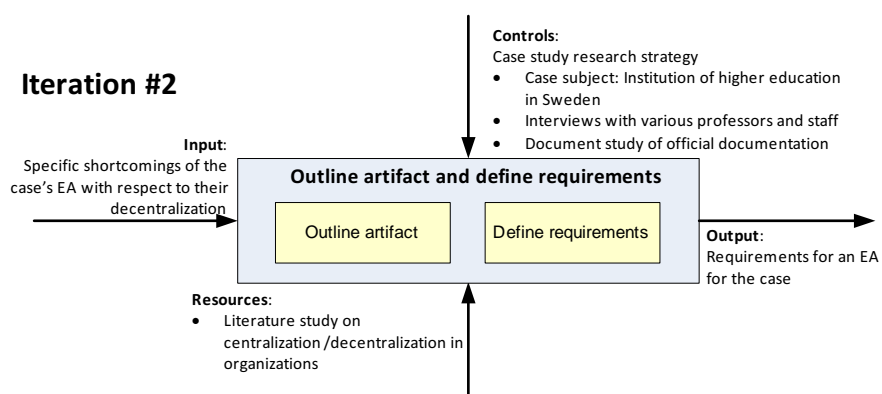 Iteration #2
Controls:
Case study research strategy
• Case subject: Institution of higher education
in Sweden
• Interviews with various professors and staff
• Document study of official documentation
Input:
Specific shortcomings of the
case's EA with respect to their
decentralization
Outline artifact and define requirements
Outline artifact
Define requirements
Output:
Requirements for an EA
for the case
Resources:
• Literature study on
centralization/decentralization in
organizations